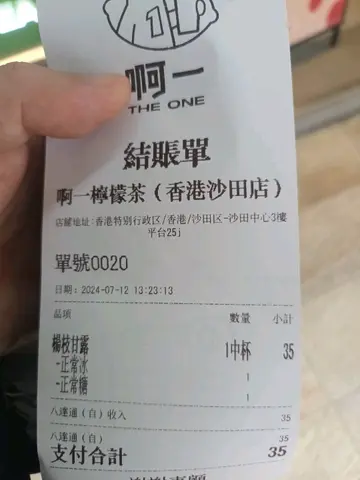 啊一
THE ONE
結賬單
啊一檸檬茶（香港沙田店）
店鋪地址:香港特別行政区/香港/沙田区-沙田中心3樓
平台25j
單號0020
日期：2024-07-12 13:23:13
品項 數量 小計
楊枝甘露 1中杯 35
-正常冰 1
-正常糖 1
八達通（自）收入 35
八達通（自） 35
支付合計 35